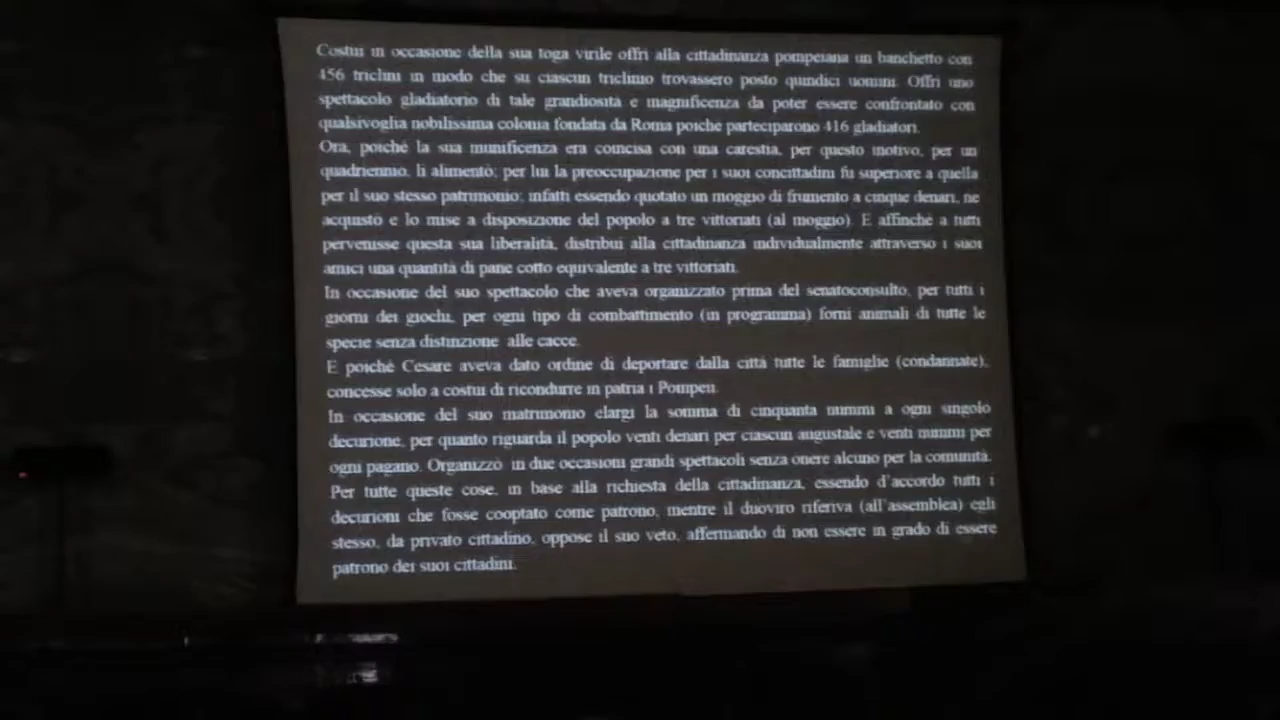 Costui in occasione della sua toga virile offrì alla cittadinanza pompeiana un banchetto con
456 triclini in modo che su ciascun triclinio trovassero posto quindici uomini. Offrì uno
spettacolo gladiatorio di tale grandiosità e magnificenza da poter essere confrontato con
qualsivoglia nobilissima colonia fondata da Roma poiché parteciparono 416 gladiatori.
Ora, poiché la sua munificenza era coincisa con una carestia, per questo motivo, per un
quadriennio, li alimentò; per lui la preoccupazione per i suoi concittadini fu superiore a quella
per il suo stesso patrimonio; infatti essendo quotato un moggio di frumento a cinque denari, ne
acquistò e lo mise a disposizione del popolo a tre vittoriati (al moggio). E affinché a tutti
pervenisse questa sua liberalità, distribuì alla cittadinanza individualmente attraverso i suoi
amici una quantità di pane cotto equivalente a tre vittoriati.
In occasione del suo spettacolo che aveva organizzato prima del senatoconsulto, per tutti i
giorni dei giochi, per ogni tipo di combattimento (in programma) fornì animali di tutte le
specie senza distinzione alle cacce.
E poiché Cesare aveva dato ordine di deportare dalla città tutte le famiglie (condannate),
concesse solo a costui di ricondurre in patria i Pompeii.
In occasione del suo matrimonio elargì la somma di cinquanta nummi a ogni singolo
decurione, per quanto riguarda il popolo venti denari per ciascun augustale e venti nummi per
ogni pagano. Organizzò in due occasioni grandi spettacoli senza onere alcuno per la comunità.
Per tutte queste cose, in base alla richiesta della cittadinanza, essendo d'accordo tutti i
decurioni che fosse cooptato come patrono, mentre il duoviro riferiva (all'assemblea) egli
stesso, da privato cittadino, oppose il suo veto, affermando di non essere in grado di essere
patrono dei suoi cittadini.